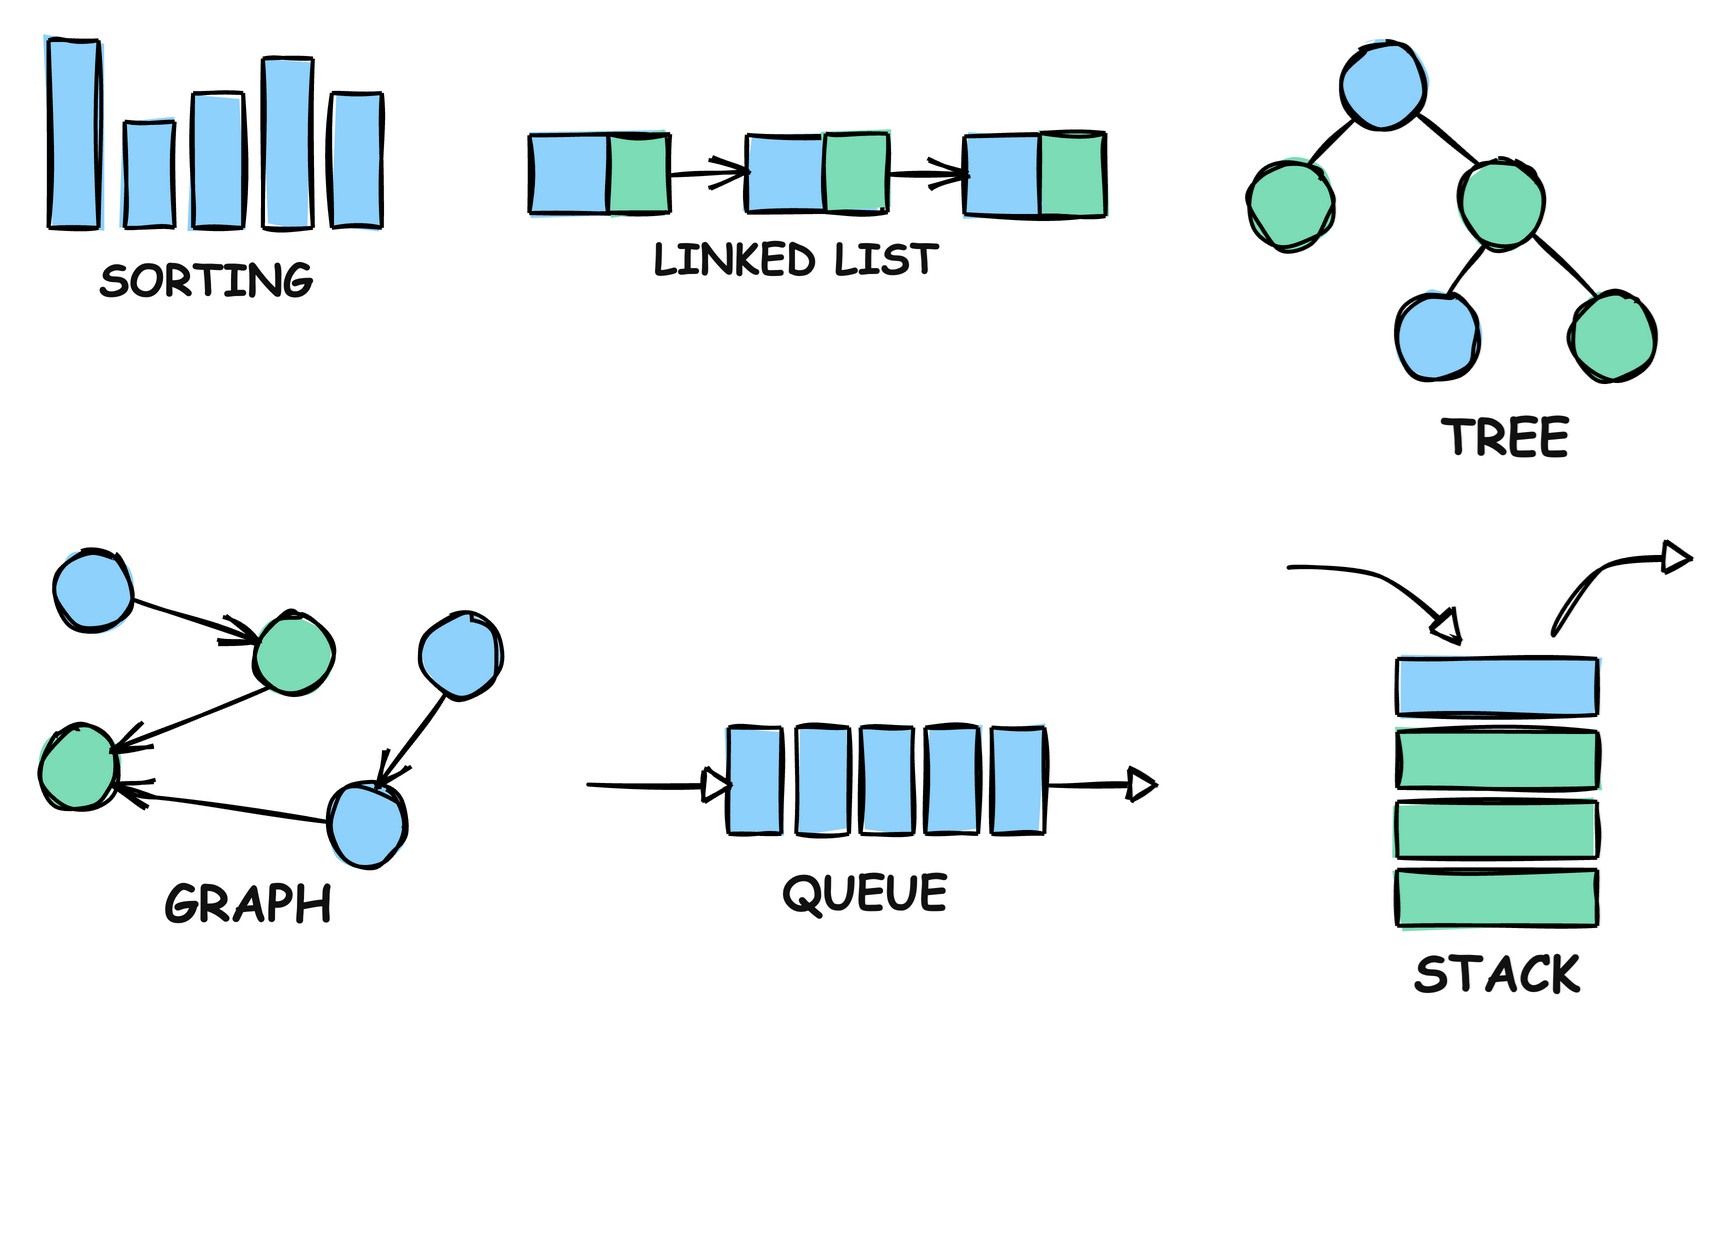 SORTING
LINKED LIST
TREE
GRAPH
QUEUE
STACK